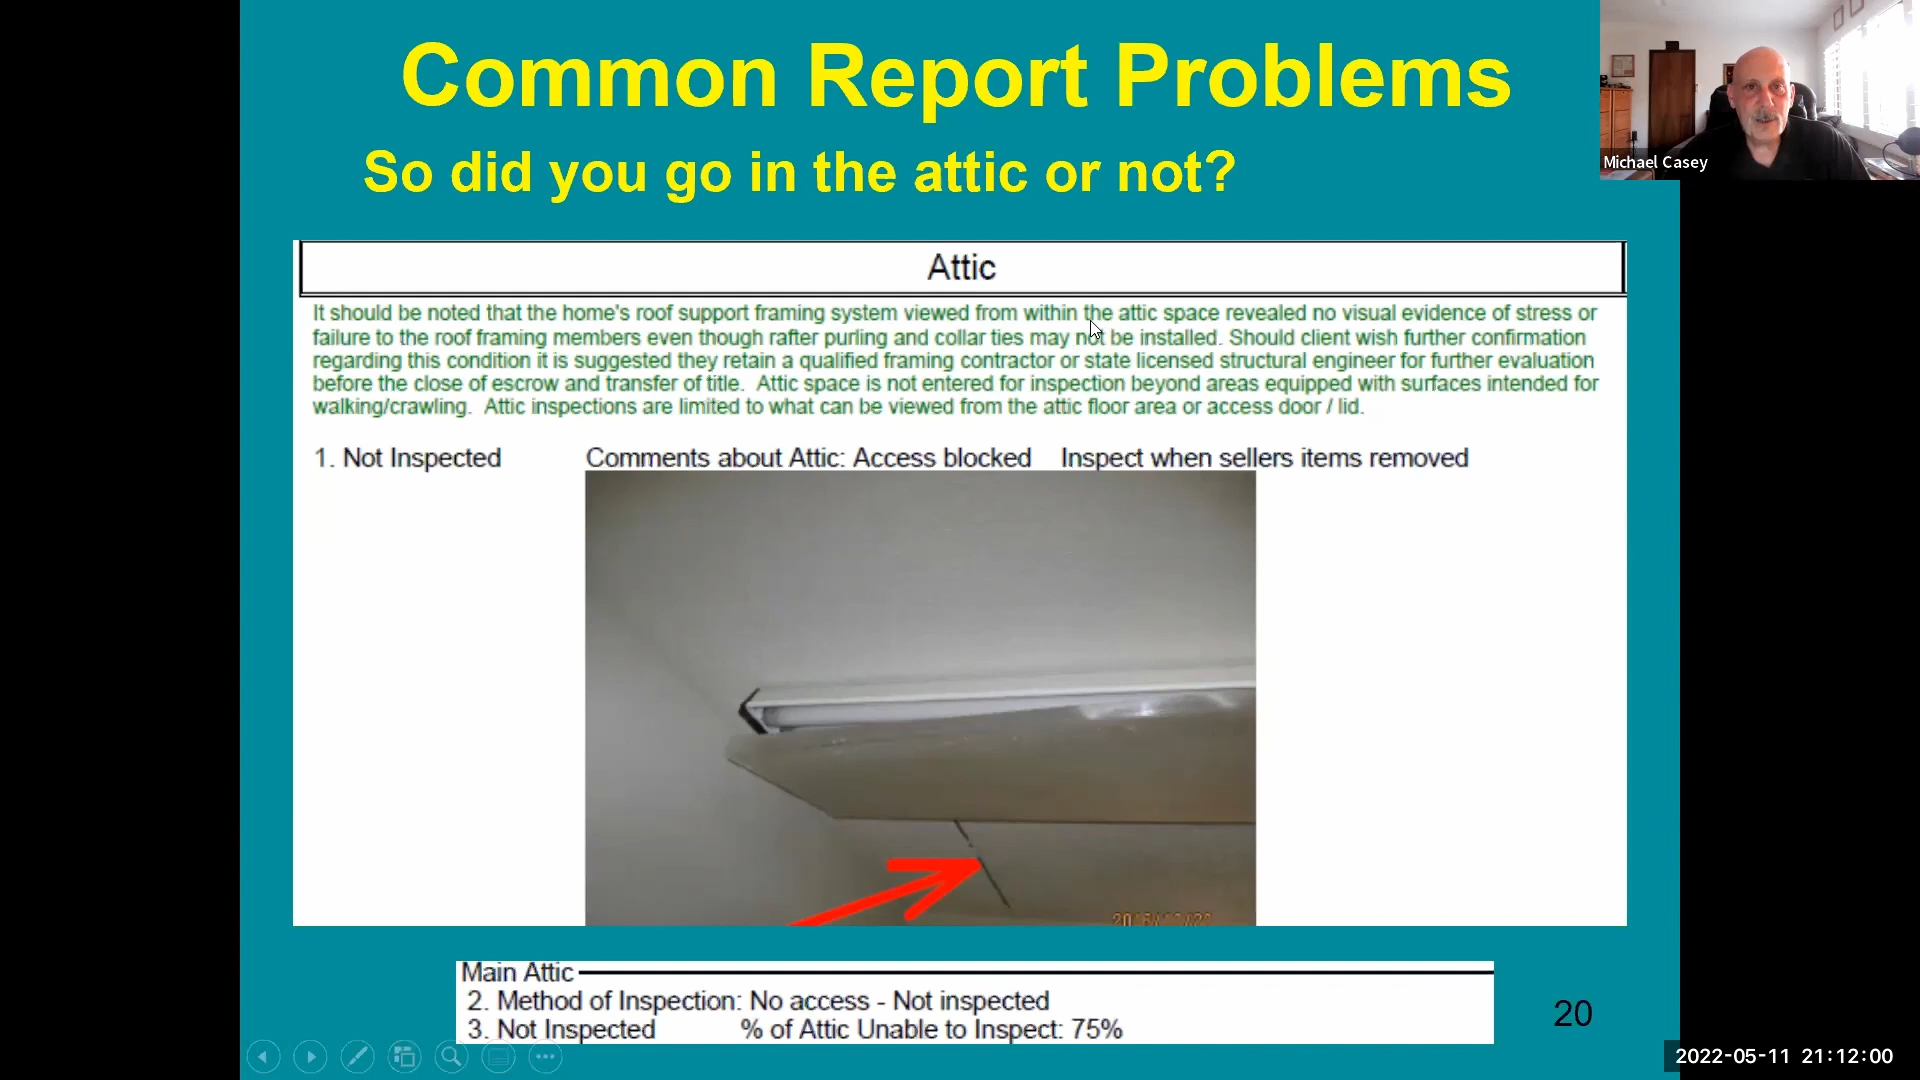 Common Report Problems
Michael Casey
So did you go in the attic or not?
Attic
It should be noted that the home's roof support framing system viewed from within the attic space revealed no visual evidence of stress or
failure to the roof framing members even though rafter purling and collar ties may not be installed. Should client wish further confirmation
regarding this condition it is suggested they retain a qualified framing contractor or state licensed structural engineer for further evaluation
before the close of escrow and transfer of title.  Attic space is not entered for inspection beyond areas equipped with surfaces intended for
walking/crawling.  Attic inspections are limited to what can be viewed from the attic floor area or access door / lid.
1. Not Inspected Comments about Attic: Access blocked Inspect when sellers items removed
Main Attic
2. Method of Inspection: No access - Not inspected
3. Not Inspected % of Attic Unable to Inspect: 75%
20
2022-05-11 21:12:00